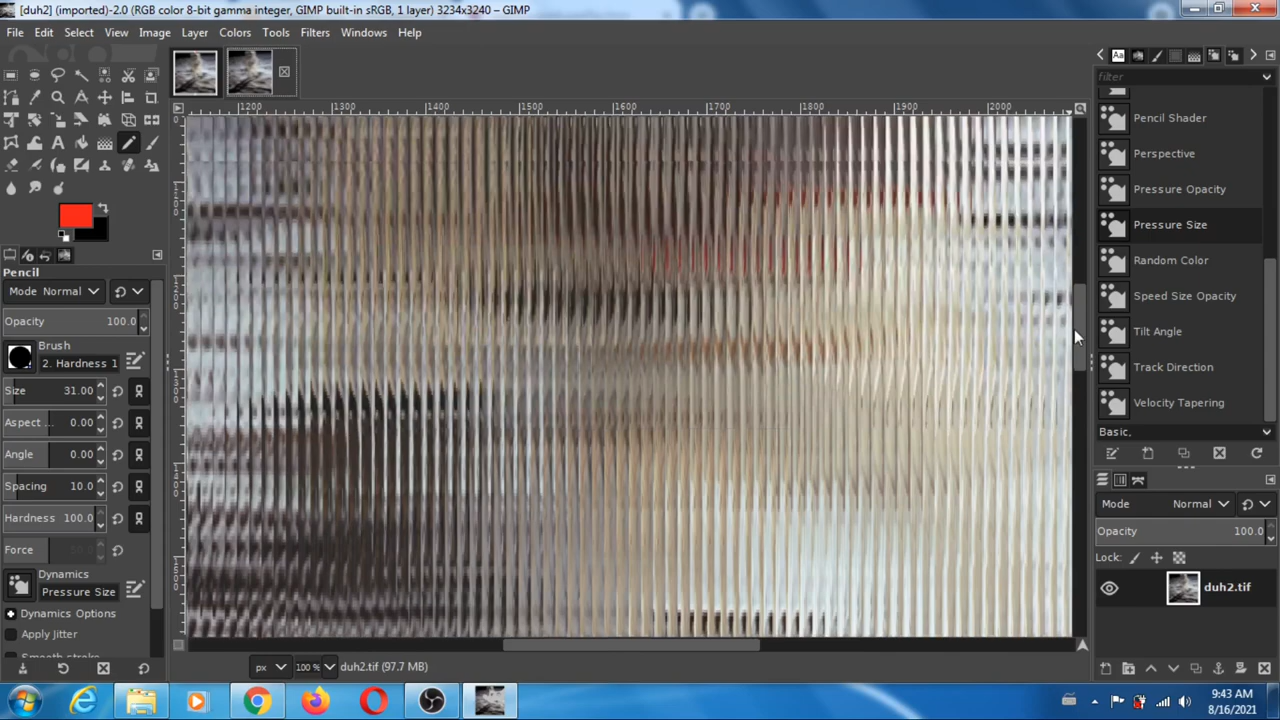 [duh2] (imported)-2.0 (RGB color 8-bit gamma integer, GIMP built-in sRGB, 1 layer) 3234x3240 – GIMP
File Edit Select View Image Layer Colors Tools Filters Windows Help
1200 1300 1400 1500 1600 1700 1800 1900 2000
filter
Pencil Shader
Perspective
Pressure Opacity
Pressure Size
Random Color
Speed Size Opacity
Tilt Angle
Track Direction
Velocity Tapering
Basic,
Pencil
Mode Normal
Opacity 100.0
Brush
2. Hardness 1
Size 31.00
Aspect ... 0.00
Angle 0.00
Spacing 10.0
Hardness 100.0
Force
Dynamics
Pressure Size
Dynamics Options
Apply Jitter
Mode Normal
Opacity 100.0
Lock:
duh2.tif
px 100 % duh2.tif (97.7 MB)
9:43 AM
8/16/2021